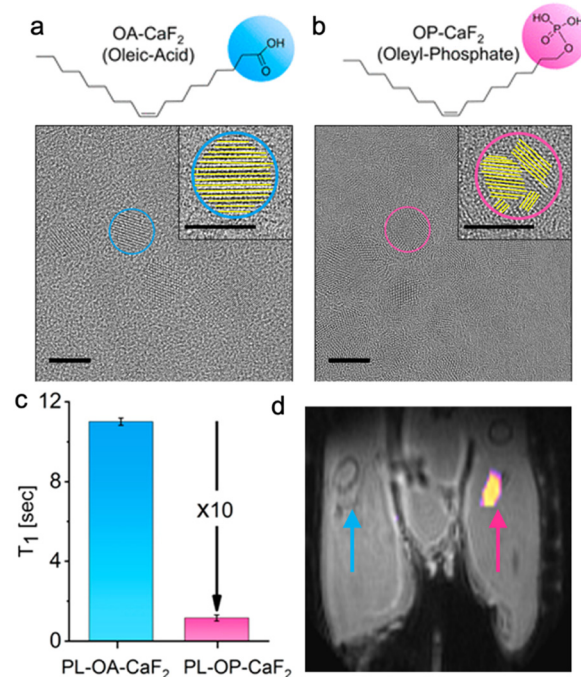 a
OA-CaF₂
(Oleic-Acid)
OH
O
b
OP-CaF₂
(Oleyl-Phosphate)
HO OH
P
O O
c
12
8
4
0
T₁ [sec]
x10
PL-OA-CaF₂ PL-OP-CaF₂
d